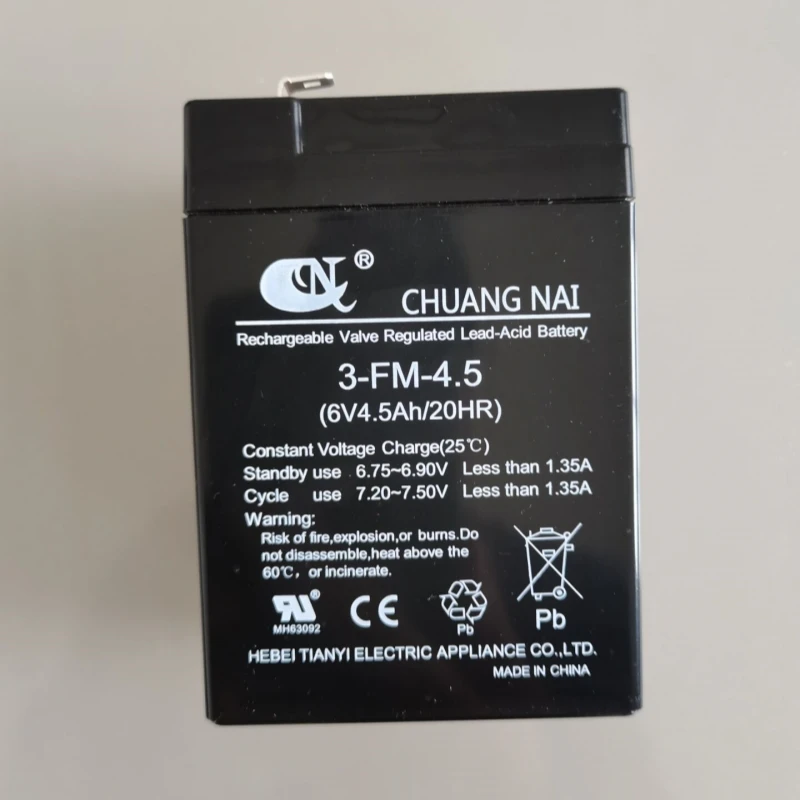 CN®
CHUANG NAI
Rechargeable Valve Regulated Lead-Acid Battery
3-FM-4.5
(6V4.5Ah/20HR)
Constant Voltage Charge(25℃)
Standby use 6.75~6.90V Less than 1.35A
Cycle use 7.20~7.50V Less than 1.35A
Warning:
Risk of fire,explosion,or burns.Do
not disassemble,heat above the
60℃, or incinerate.
RU®
MH63092
CE
Pb
Pb
HEBEI TIANYI ELECTRIC APPLIANCE CO.,LTD.
MADE IN CHINA